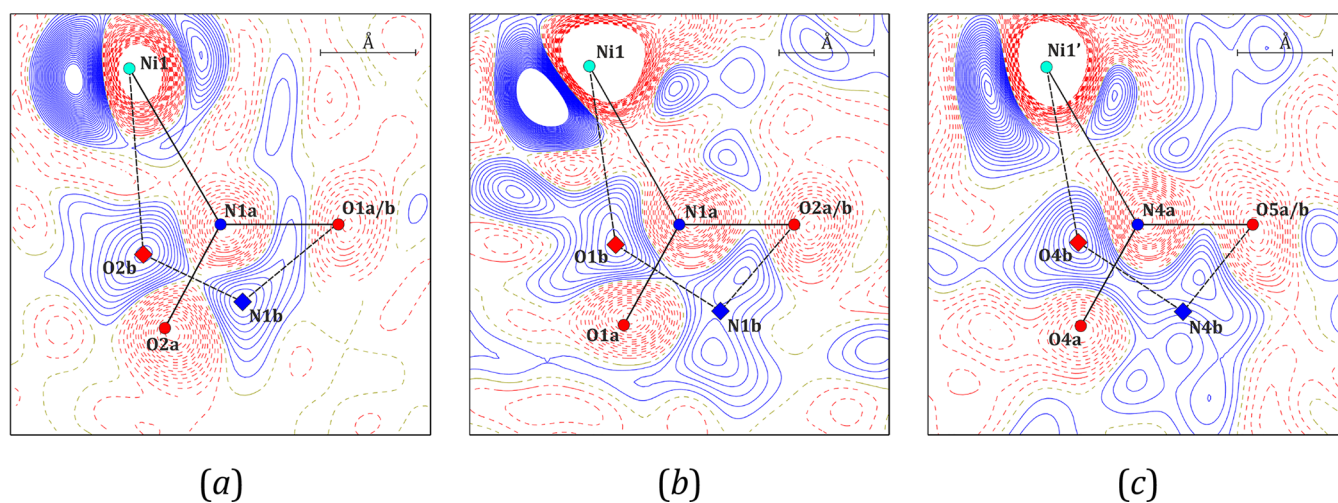 Ni1
Å
N1a
O1a/b
O2b
N1b
O2a
(a)
Ni1
Å
N1a
O2a/b
O1b
N1b
O1a
(b)
Ni1’
Å
N4a
O5a/b
O4b
N4b
O4a
(c)